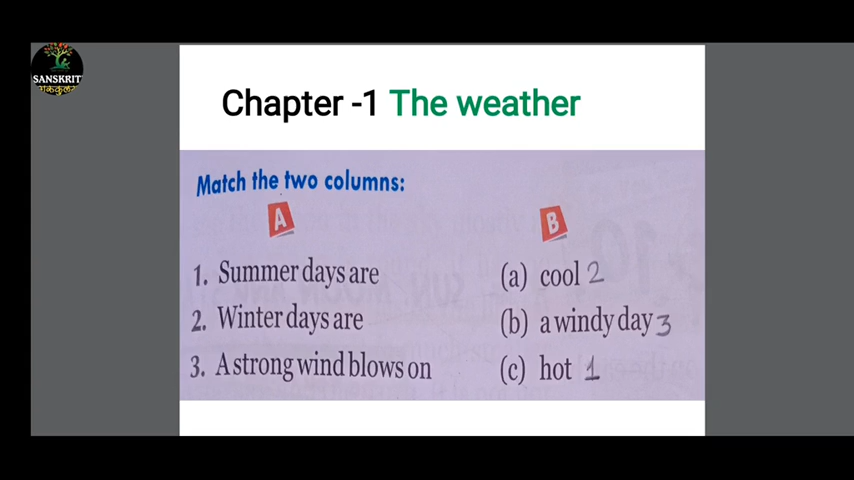 SANSKRIT
Chapter -1 The weather
Match the two columns:
A B
1. Summer days are (a) cool 2
2. Winter days are (b) a windy day 3
3. A strong wind blows on (c) hot 1